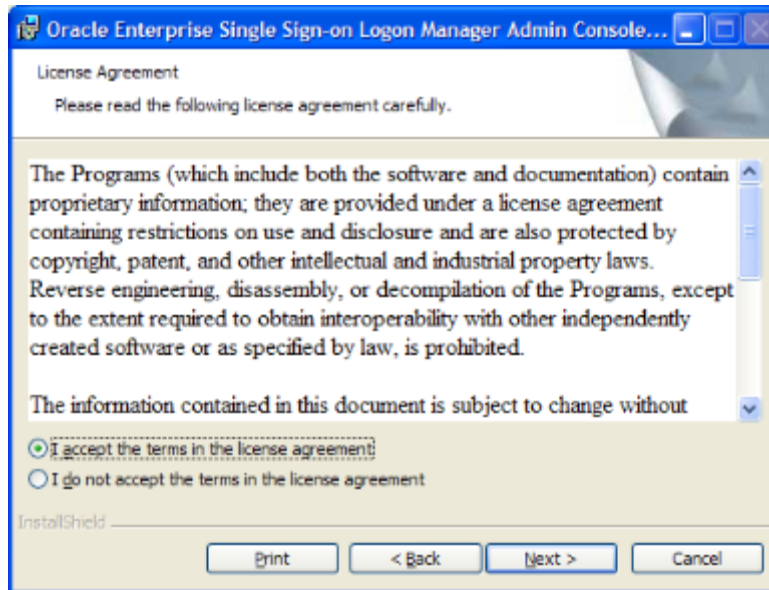 Oracle Enterprise Single Sign-on Logon Manager Admin Console...
License Agreement
Please read the following license agreement carefully.
The Programs (which include both the software and documentation) contain
proprietary information; they are provided under a license agreement
containing restrictions on use and disclosure and are also protected by
copyright, patent, and other intellectual and industrial property laws.
Reverse engineering, disassembly, or decompilation of the Programs, except
to the extent required to obtain interoperability with other independently
created software or as specified by law, is prohibited.
The information contained in this document is subject to change without
I accept the terms in the license agreement
I do not accept the terms in the license agreement
InstallShield
Print < Back Next > Cancel